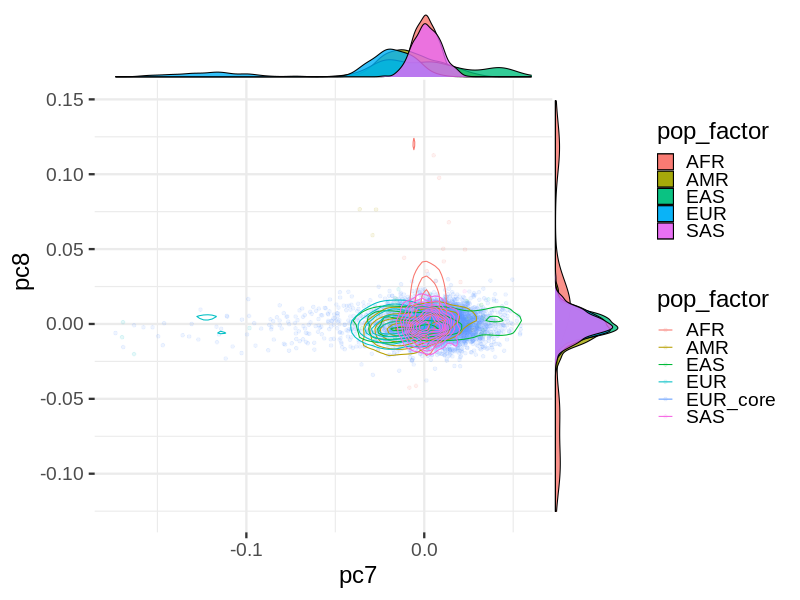 0.15
0.10
0.05
0.00
-0.05
-0.10
pc8
-0.1
0.0
pc7
pop_factor
AFR
AMR
EAS
EUR
SAS
pop_factor
AFR
AMR
EAS
EUR
EUR_core
SAS